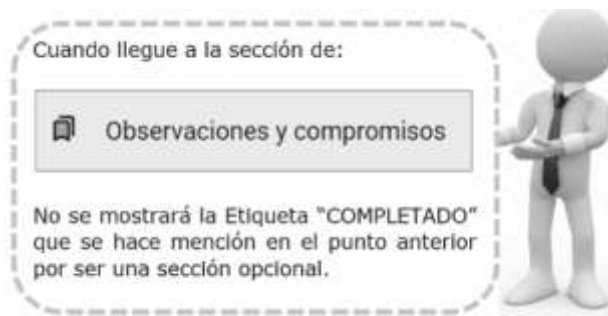 Cuando llegue a la sección de:
Observaciones y compromisos
No se mostrará la Etiqueta “COMPLETADO”
que se hace mención en el punto anterior
por ser una sección opcional.